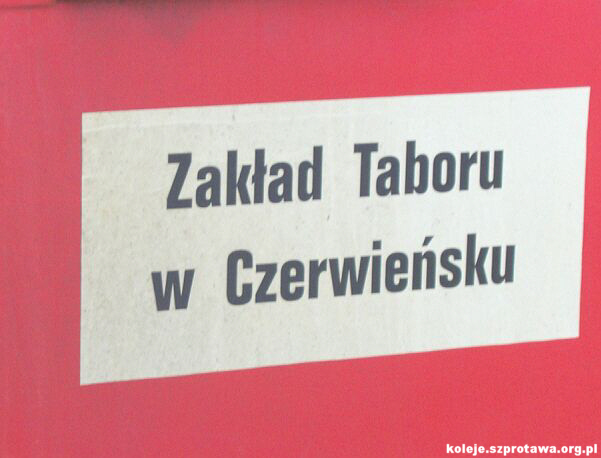 Zakład Taboru
w Czerwieńsku
koleje.szprotawa.org.pl